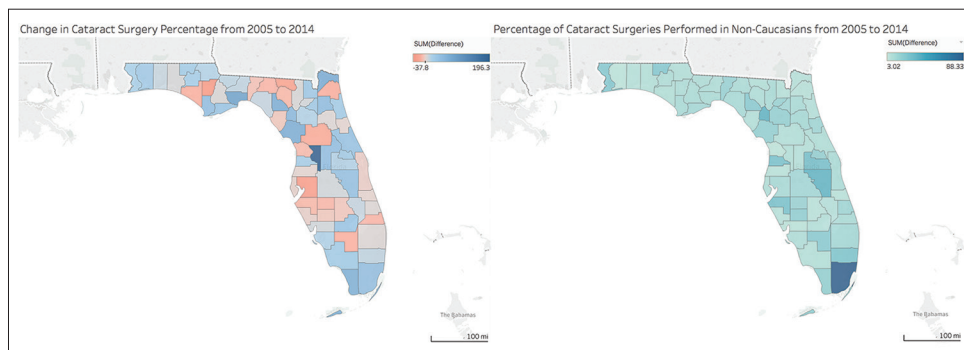 Change in Cataract Surgery Percentage from 2005 to 2014
SUM(Difference)
-37.8 196.3
The Bahamas
100 mi
Percentage of Cataract Surgeries Performed in Non-Caucasians from 2005 to 2014
SUM(Difference)
3.02 88.33
The Bahamas
100 mi